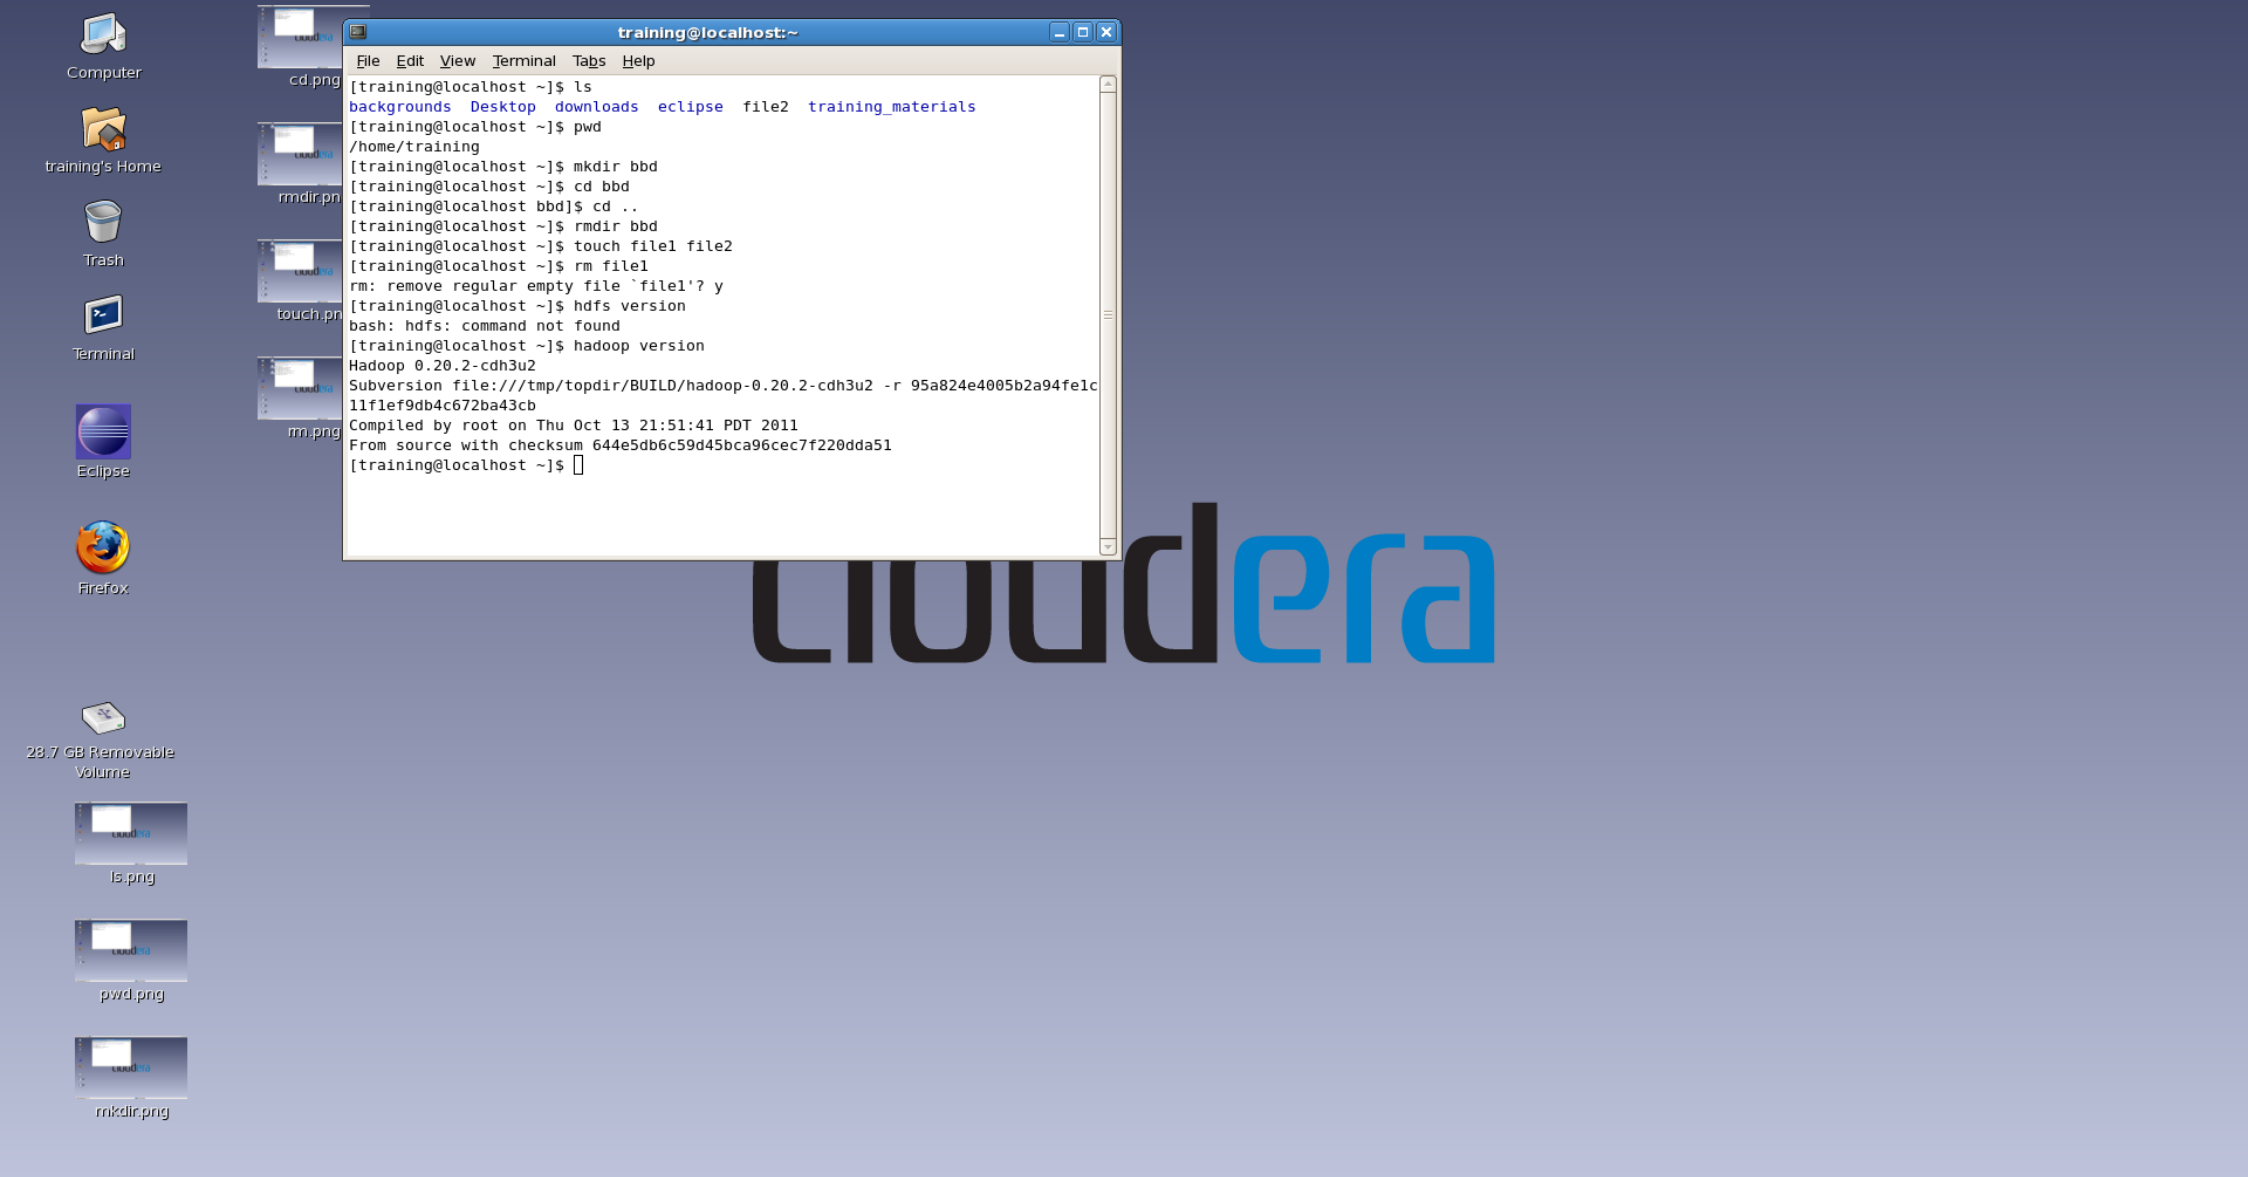 Computer
training's Home
Trash
Terminal
Eclipse
Firefox
28.7 GB Removable
Volume
ls.png
pwd.png
mkdir.png
cd.png
rmdir.pn
touch.pn
rm.png
training@localhost:~
File Edit View Terminal Tabs Help
[training@localhost ~]$ ls
backgrounds  Desktop  downloads  eclipse  file2  training_materials
[training@localhost ~]$ pwd
/home/training
[training@localhost ~]$ mkdir bbd
[training@localhost ~]$ cd bbd
[training@localhost bbd]$ cd ..
[training@localhost ~]$ rmdir bbd
[training@localhost ~]$ touch file1 file2
[training@localhost ~]$ rm file1
rm: remove regular empty file `file1'? y
[training@localhost ~]$ hdfs version
bash: hdfs: command not found
[training@localhost ~]$ hadoop version
Hadoop 0.20.2-cdh3u2
Subversion file:///tmp/topdir/BUILD/hadoop-0.20.2-cdh3u2 -r 95a824e4005b2a94fe1c
11f1ef9db4c672ba43cb
Compiled by root on Thu Oct 13 21:51:41 PDT 2011
From source with checksum 644e5db6c59d45bca96cec7f220dda51
[training@localhost ~]$
cloudera